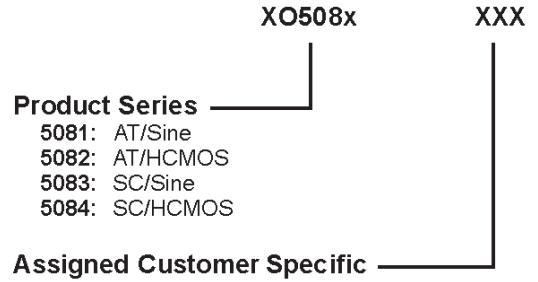 XO508x XXX
Product Series
5081: AT/Sine
5082: AT/HCMOS
5083: SC/Sine
5084: SC/HCMOS
Assigned Customer Specific